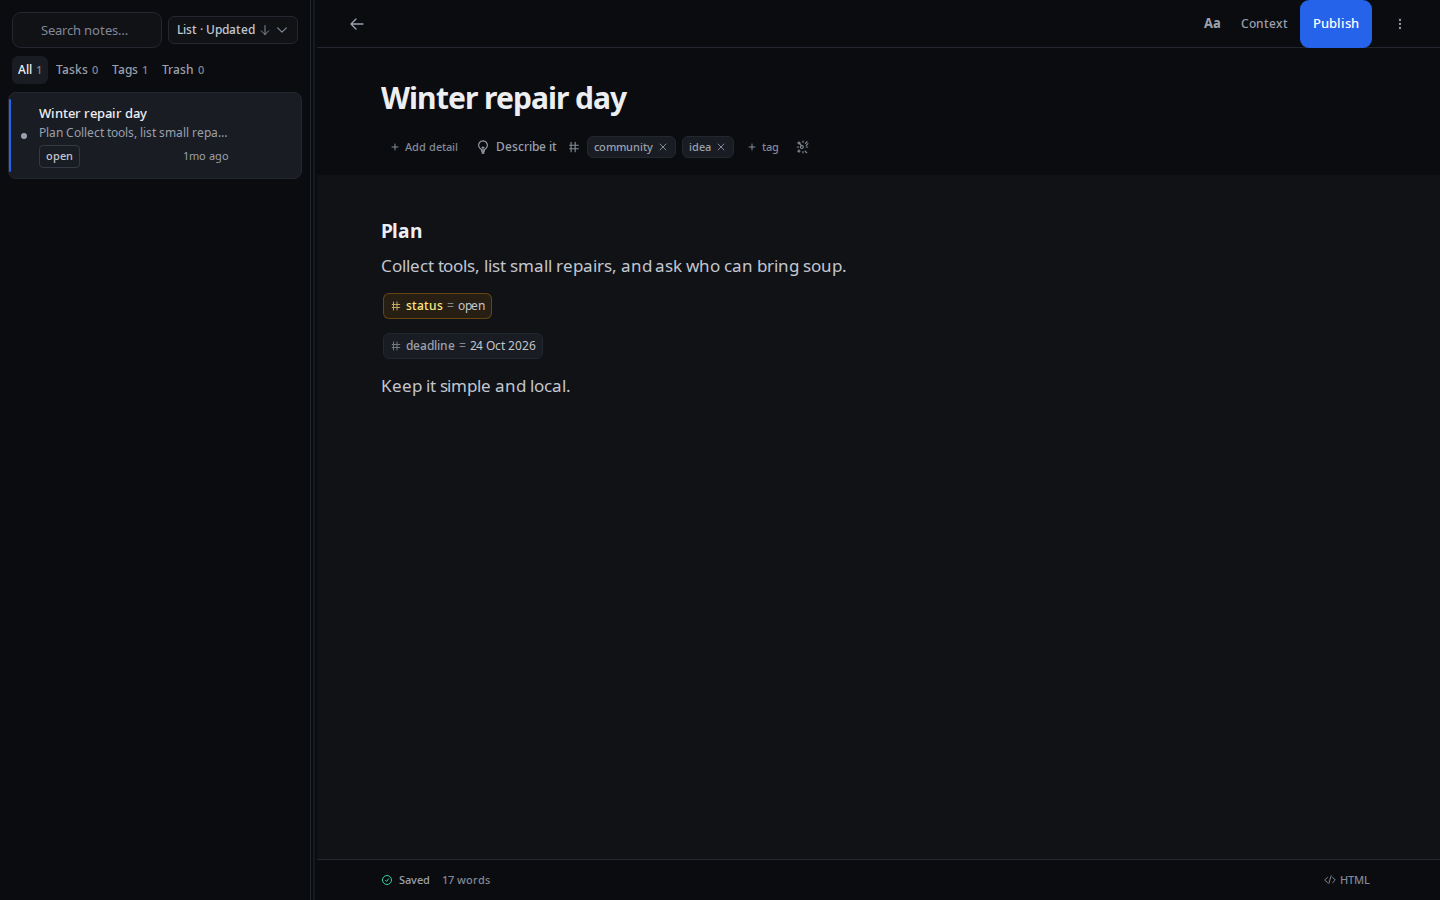 Search notes...
List · Updated ↓
All 1 Tasks 0 Tags 1 Trash 0
Winter repair day
Plan Collect tools, list small repa...
open 1mo ago
Aa Context Publish
Winter repair day
+ Add detail Describe it # community × idea × + tag
Plan
Collect tools, list small repairs, and ask who can bring soup.
# status = open
# deadline = 24 Oct 2026
Keep it simple and local.
Saved 17 words
</> HTML